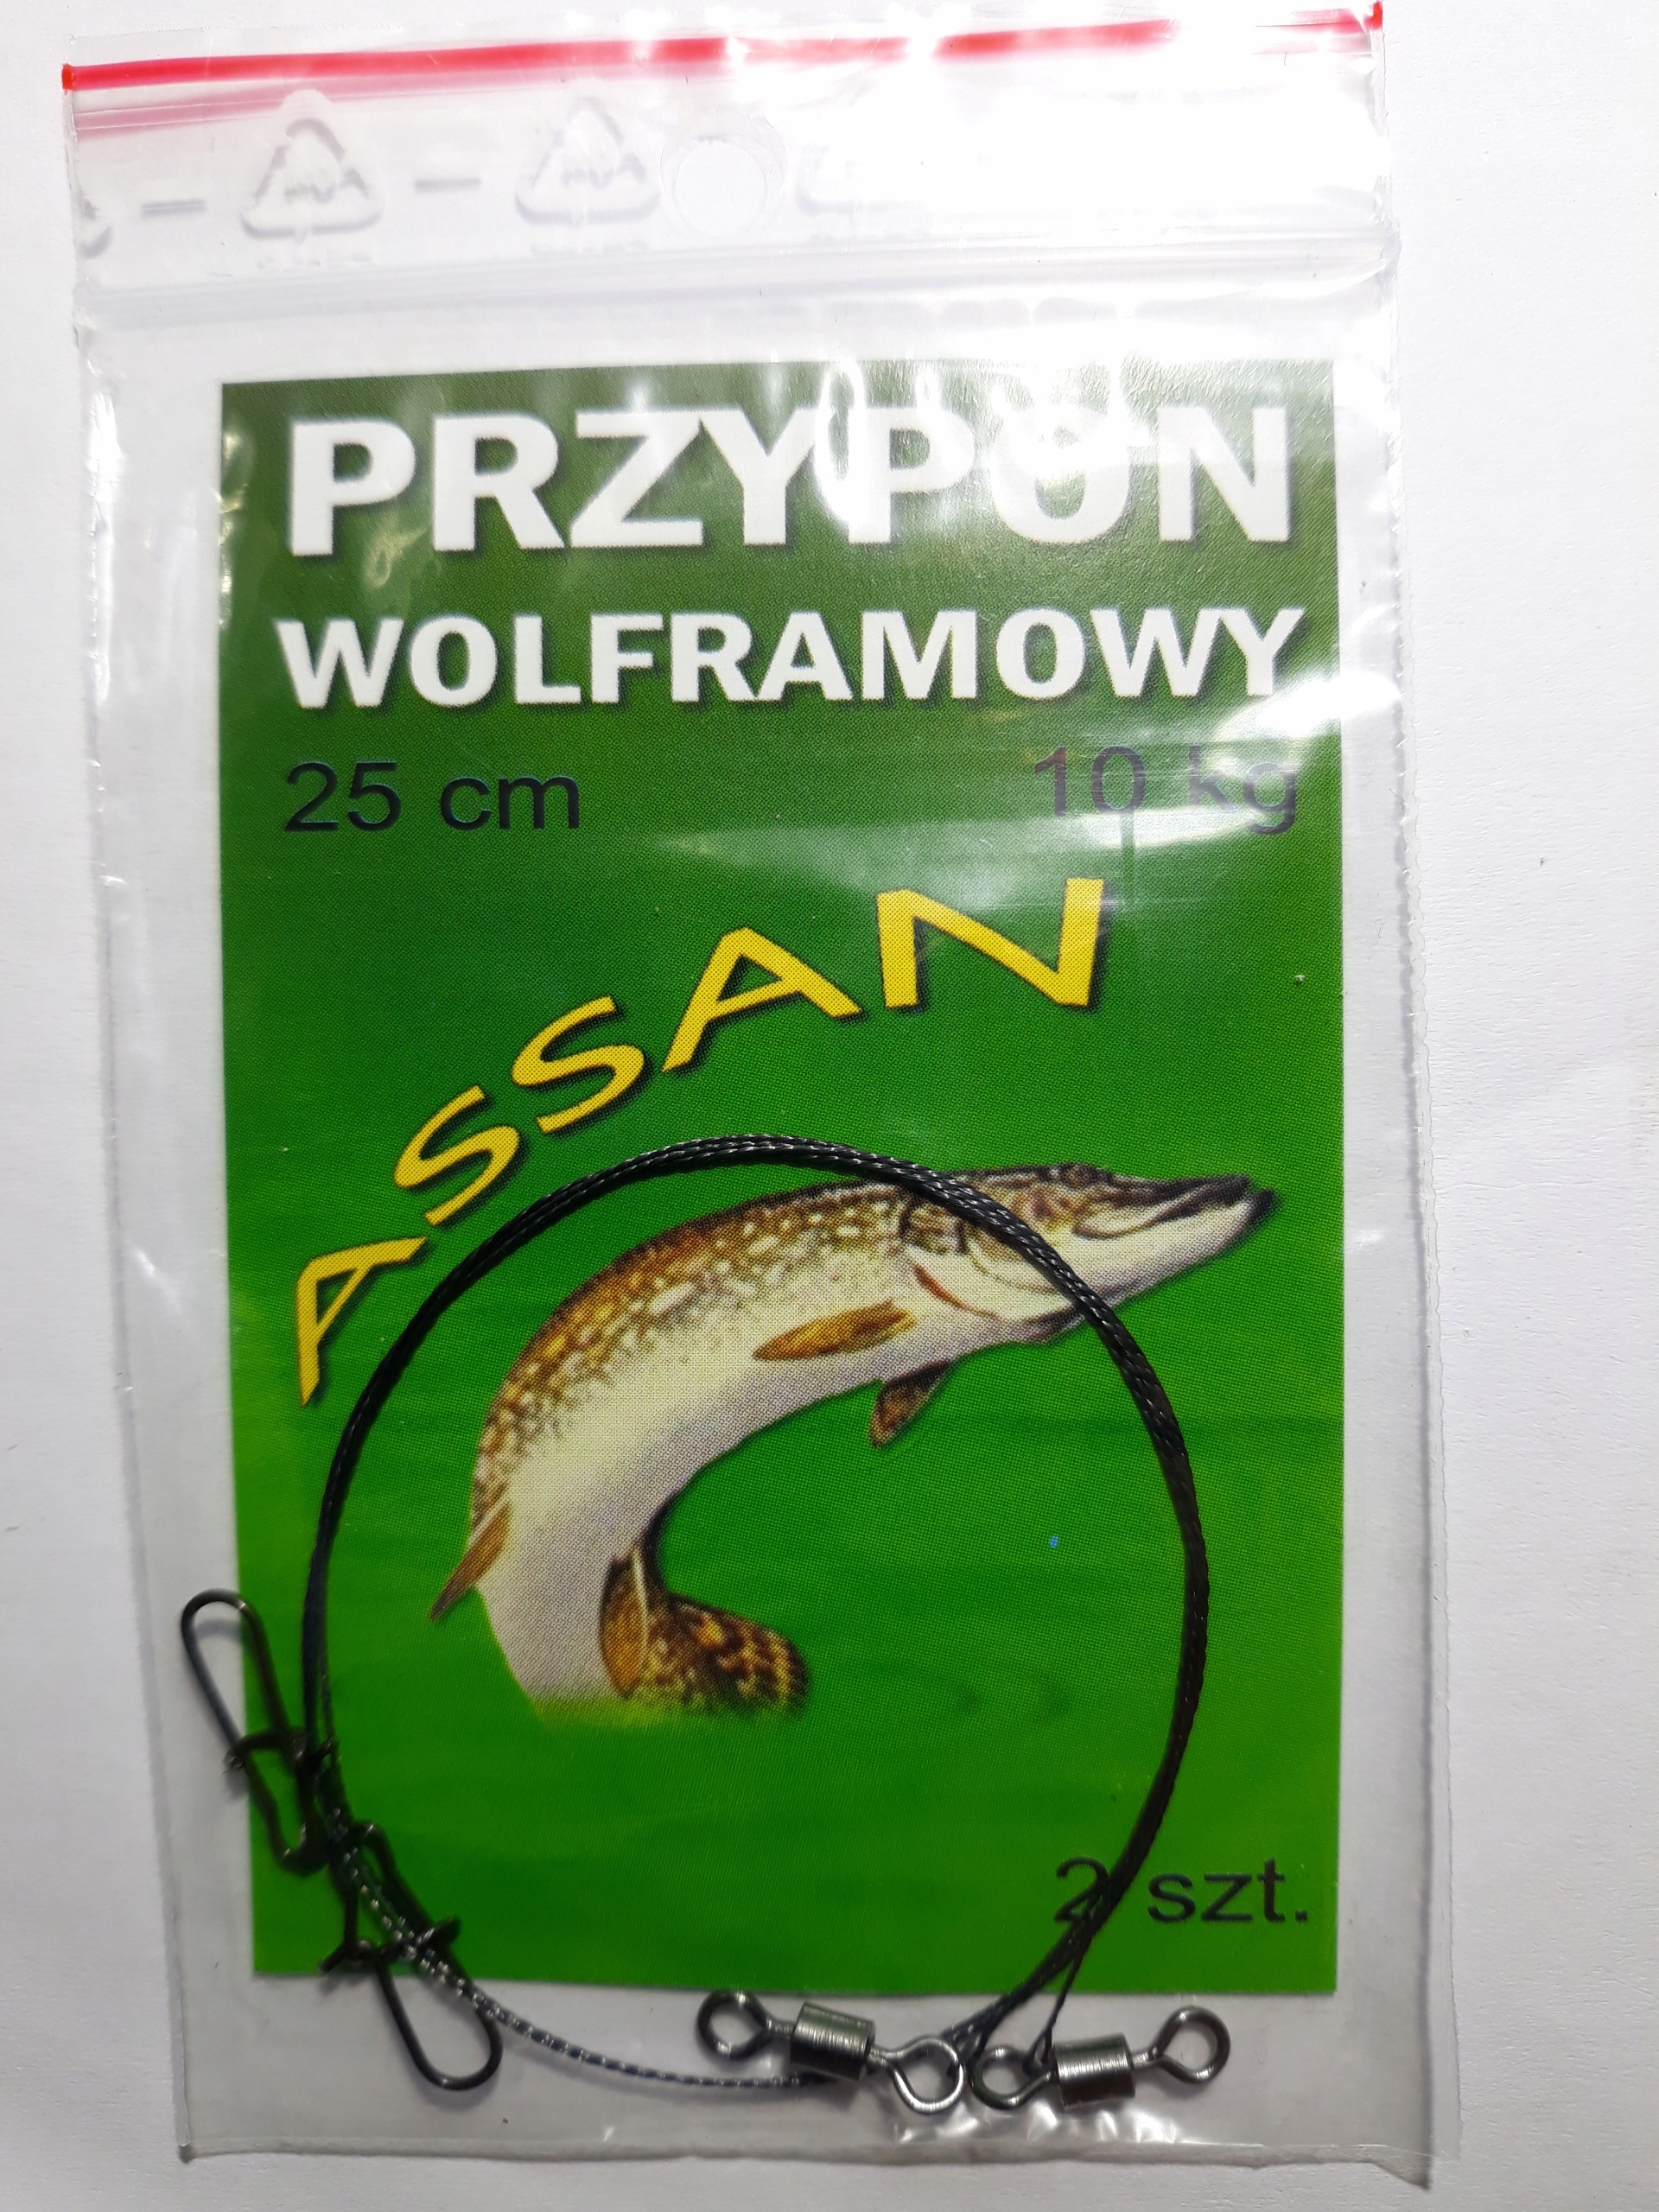 PRZYPON
WOLFRAMOWY
25 cm 10 kg
ASSAN
2 szt.